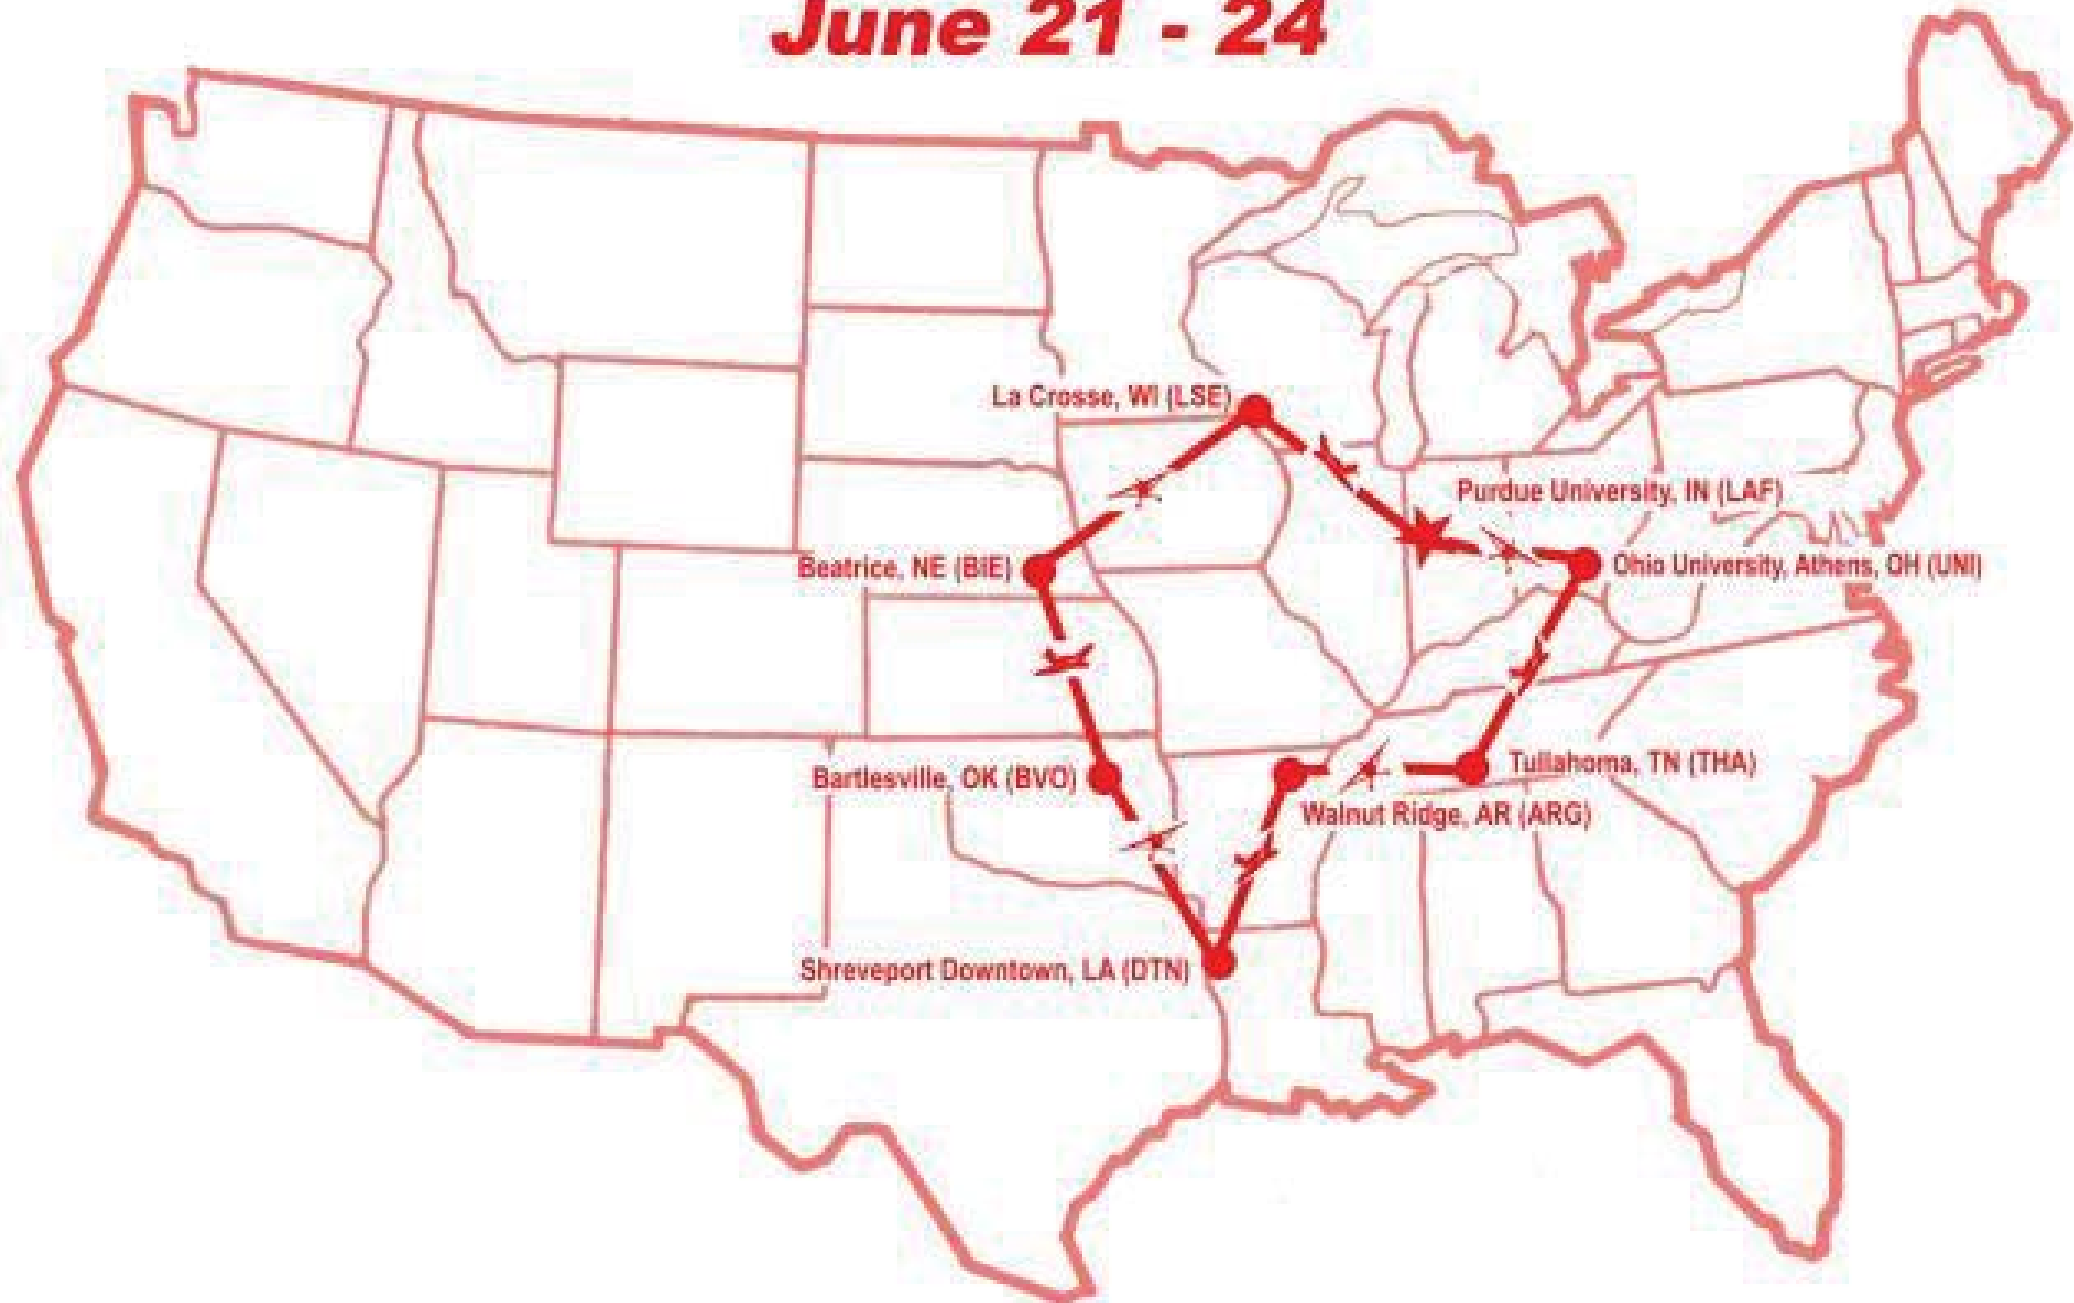 June 21 - 24
La Crosse, WI (LSE)
Purdue University, IN (LAF)
Beatrice, NE (BIE)
Ohio University, Athens, OH (UNI)
Bartlesville, OK (BVO)
Tullahoma, TN (THA)
Walnut Ridge, AR (ARG)
Shreveport Downtown, LA (DTN)